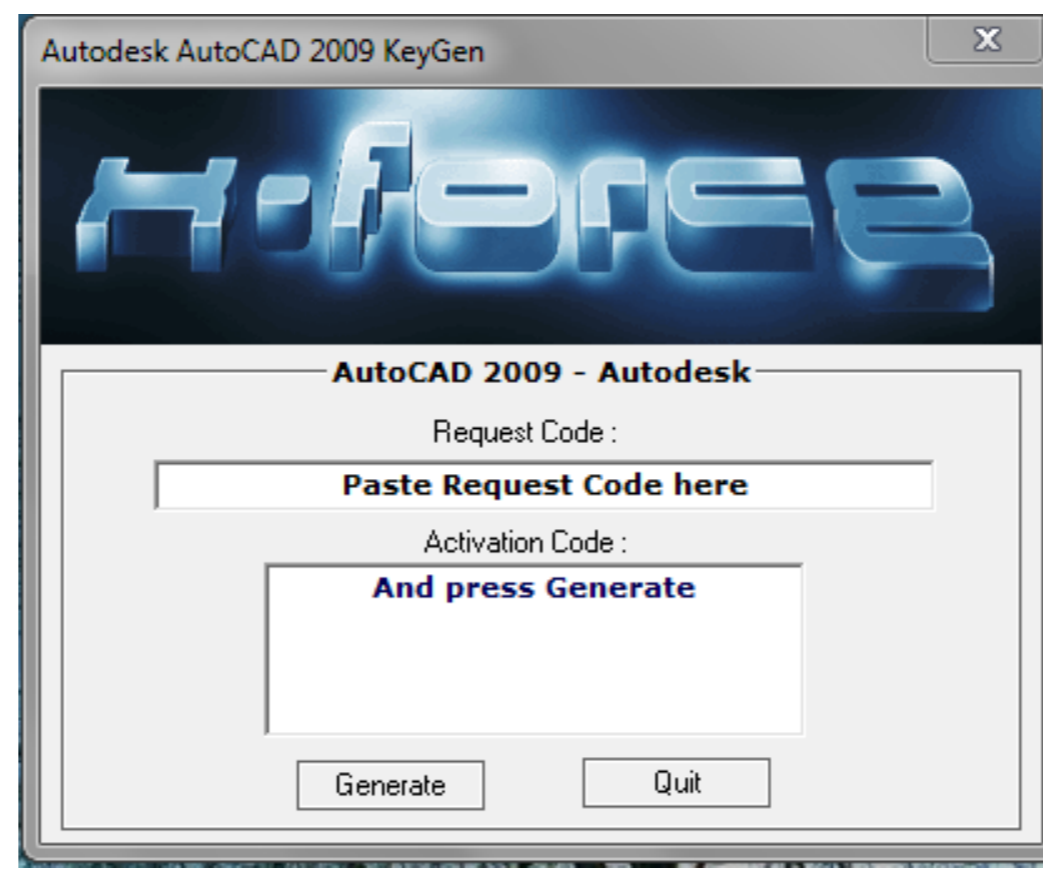 Autodesk AutoCAD 2009 KeyGen
X-force
AutoCAD 2009 - Autodesk
Request Code :
Paste Request Code here
Activation Code :
And press Generate
Generate
Quit